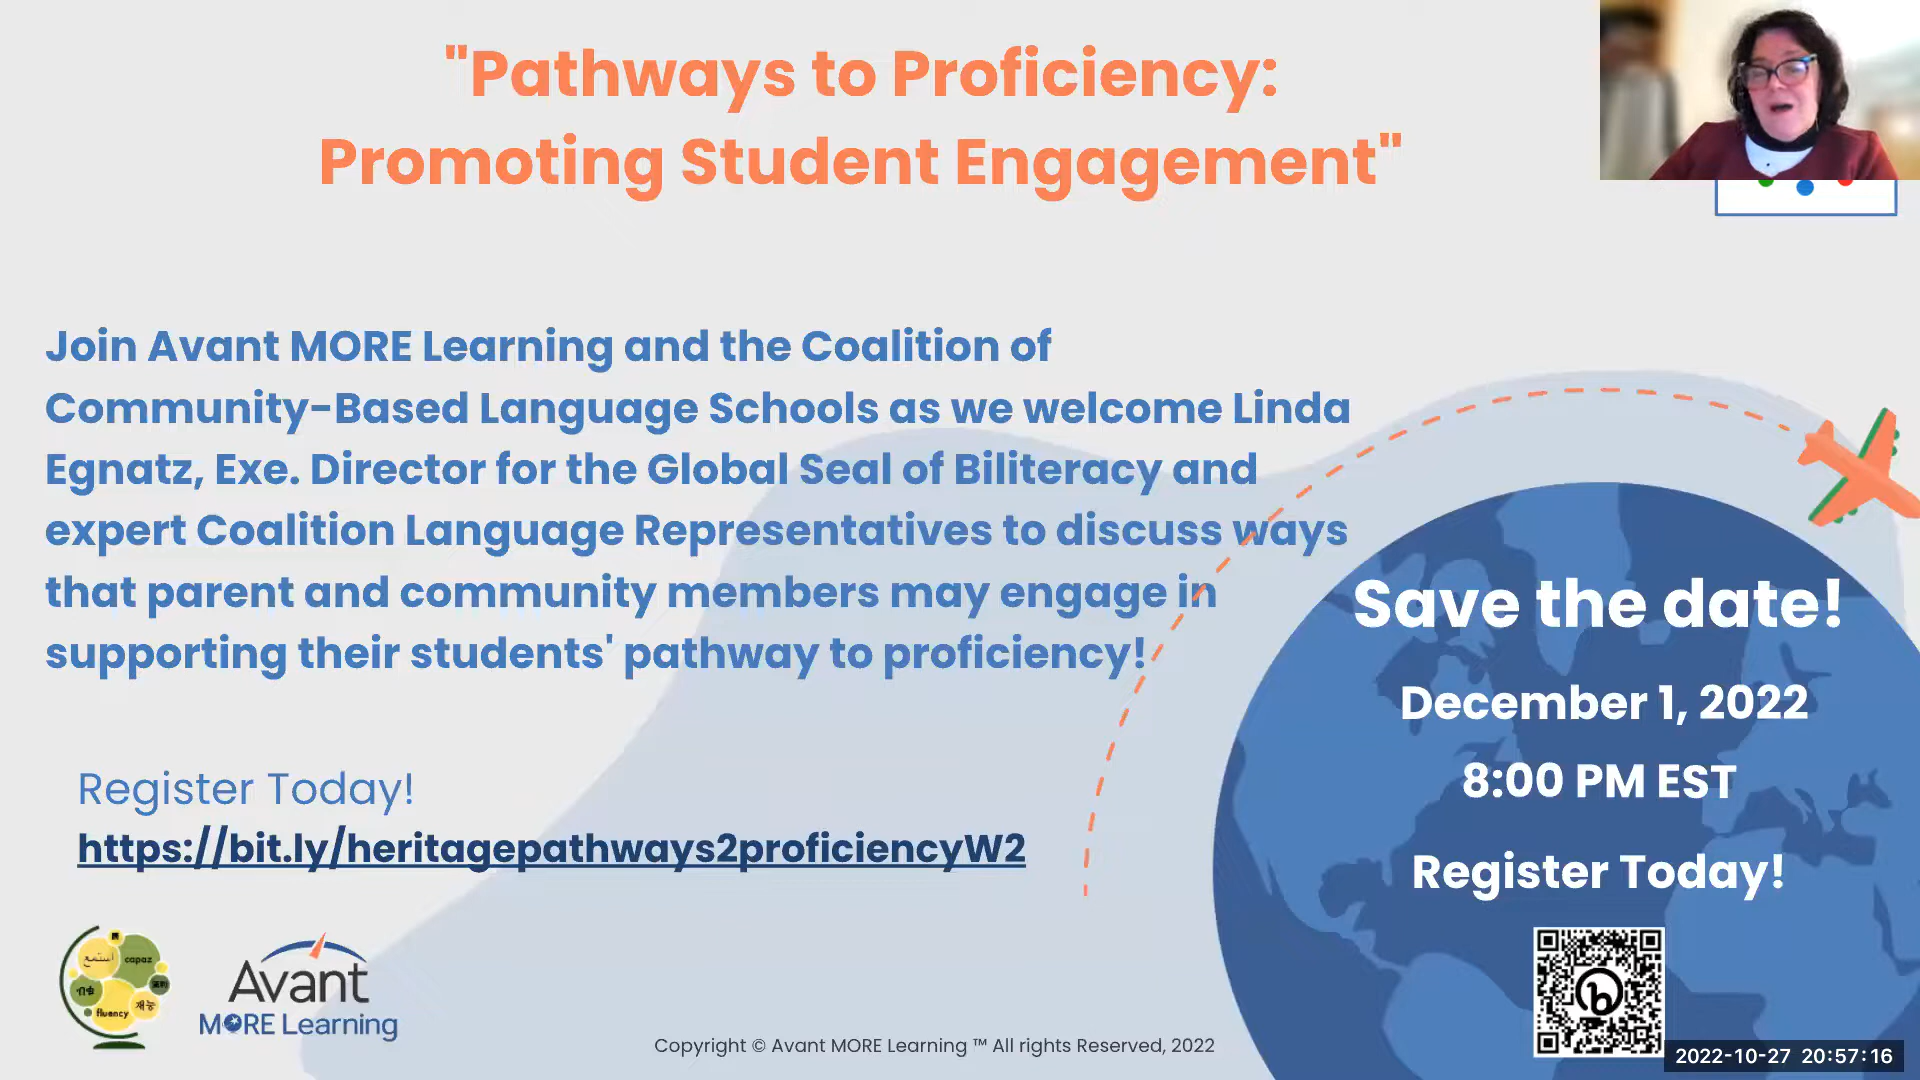 "Pathways to Proficiency:
Promoting Student Engagement"
Join Avant MORE Learning and the Coalition of
Community-Based Language Schools as we welcome Linda
Egnatz, Exe. Director for the Global Seal of Biliteracy and
expert Coalition Language Representatives to discuss ways
that parent and community members may engage in
supporting their students' pathway to proficiency!
Save the date!
December 1, 2022
8:00 PM EST
Register Today!
Register Today!
https://bit.ly/heritagepathways2proficiencyW2
capaz
fluency
재능
Avant
MORE Learning
Copyright © Avant MORE Learning ™ All rights Reserved, 2022
2022-10-27 20:57:16